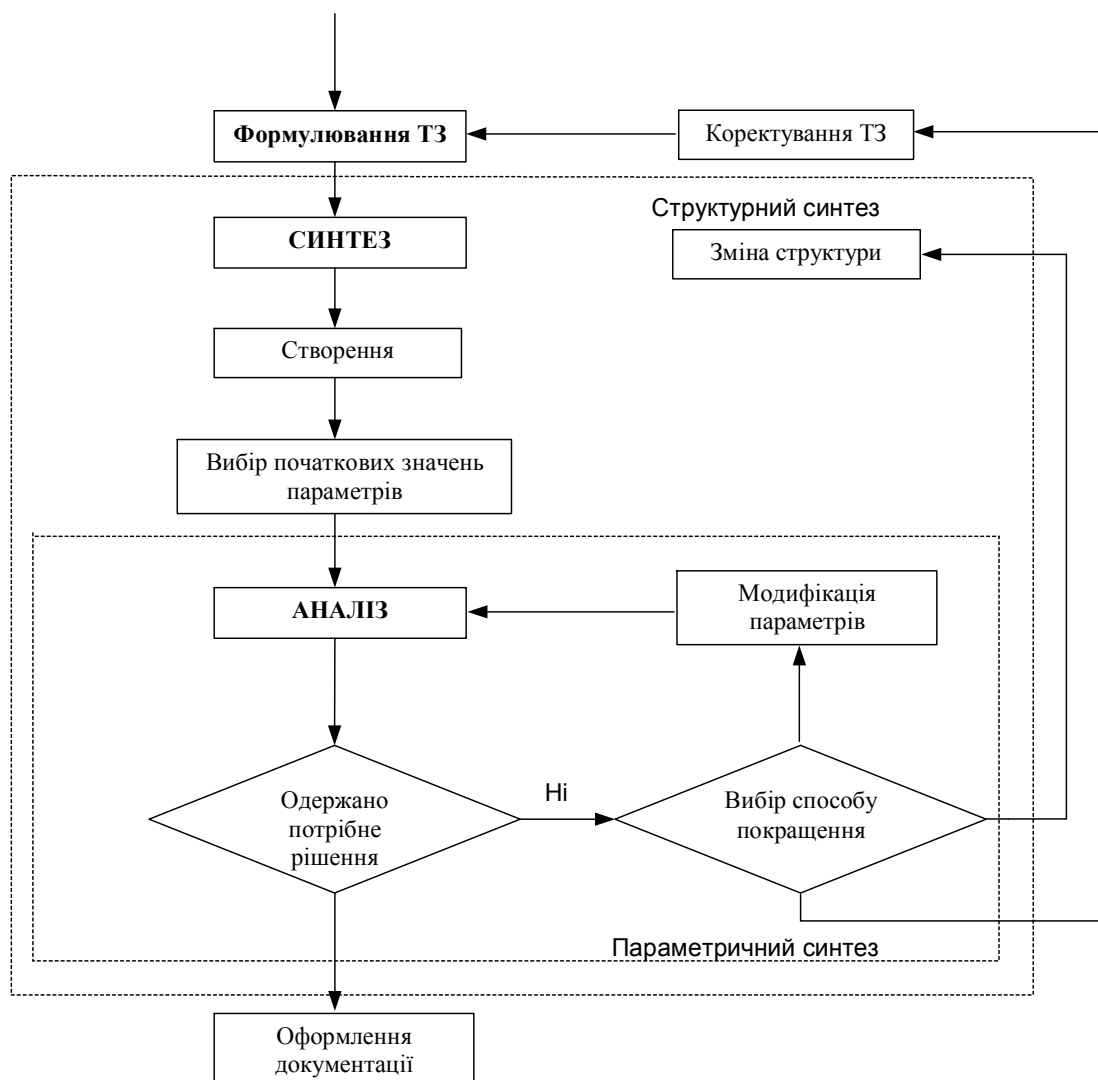 Формулювання ТЗ
Коректування ТЗ
Структурний синтез
СИНТЕЗ
Зміна структури
Створення
Вибір початкових значень
параметрів
АНАЛІЗ
Модифікація
параметрів
Одержано
потрібне
рішення
Ні
Вибір способу
покращення
Параметричний синтез
Оформлення
документації